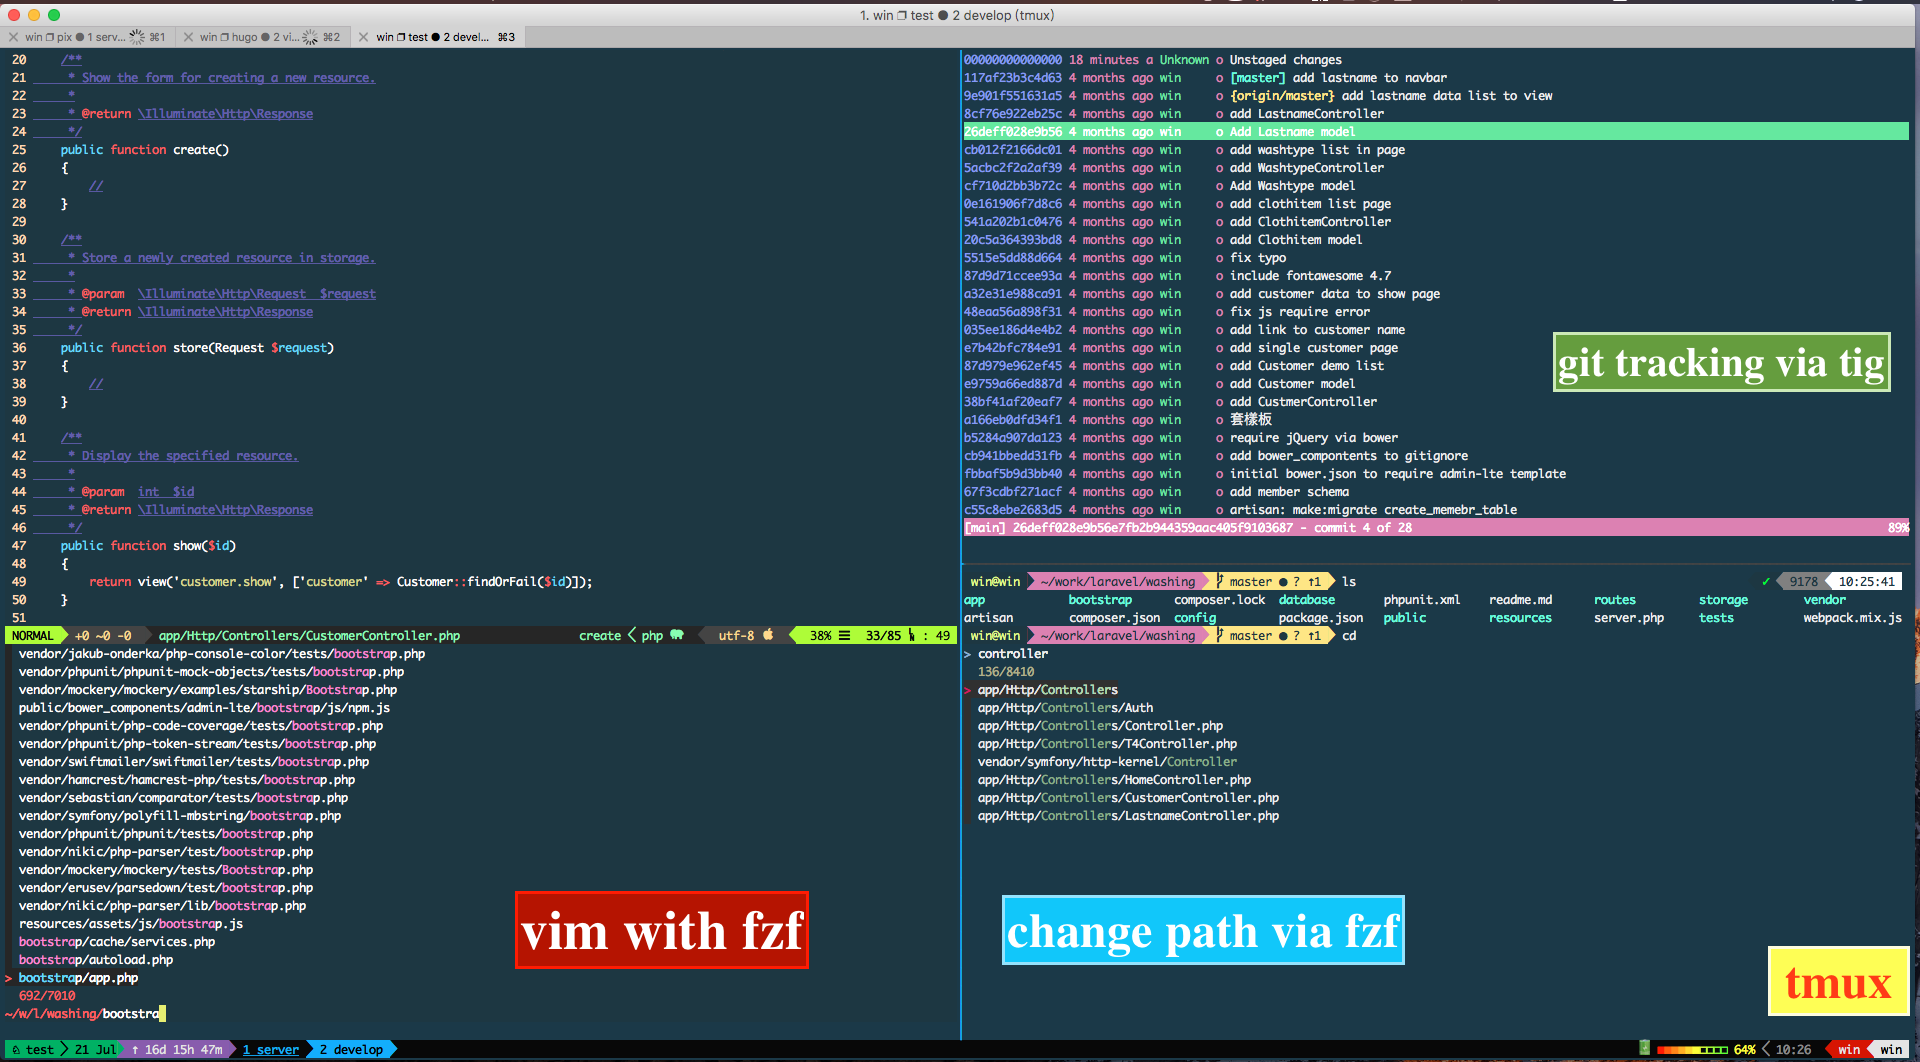 1. win test ● 2 develop (tmux)
win pix ● 1 serv... ⌘1
win hugo ● 2 vi... ⌘2
win test ● 2 devel... ⌘3
20 /**
21 * Show the form for creating a new resource.
22 *
23 * @return \Illuminate\Http\Response
24 */
25 public function create()
26 {
27 //
28 }
29
30 /**
31 * Store a newly created resource in storage.
32 *
33 * @param \Illuminate\Http\Request $request
34 * @return \Illuminate\Http\Response
35 */
36 public function store(Request $request)
37 {
38 //
39 }
40
41 /**
42 * Display the specified resource.
43 *
44 * @param int $id
45 * @return \Illuminate\Http\Response
46 */
47 public function show($id)
48 {
49 return view('customer.show', ['customer' => Customer::findOrFail($id)]);
50 }
51
NORMAL +0 ~0 -0 app/Http/Controllers/CustomerController.php create < php utf-8 38% ☰ 33/85 : 49
vendor/jakub-onderka/php-console-color/tests/bootstrap.php
vendor/phpunit/phpunit-mock-objects/tests/bootstrap.php
vendor/mockery/mockery/examples/starship/Bootstrap.php
public/bower_components/admin-lte/bootstrap/js/npm.js
vendor/phpunit/php-code-coverage/tests/bootstrap.php
vendor/phpunit/php-token-stream/tests/bootstrap.php
vendor/swiftmailer/swiftmailer/tests/bootstrap.php
vendor/hamcrest/hamcrest-php/tests/bootstrap.php
vendor/sebastian/comparator/tests/bootstrap.php
vendor/symfony/polyfill-mbstring/bootstrap.php
vendor/phpunit/phpunit/tests/bootstrap.php
vendor/nikic/php-parser/test/bootstrap.php
vendor/mockery/mockery/tests/Bootstrap.php
vendor/erusev/parsedown/test/bootstrap.php
vendor/nikic/php-parser/lib/bootstrap.php
resources/assets/js/bootstrap.js
bootstrap/cache/services.php
bootstrap/autoload.php
> bootstrap/app.php
692/7010
~/w/l/washing/bootstra
vim with fzf
00000000000000 18 minutes a Unknown o Unstaged changes
117af23b3c4d63 4 months ago win o [master] add lastname to navbar
9e901f551631a5 4 months ago win o {origin/master} add lastname data list to view
8cf76e922eb25c 4 months ago win o add LastnameController
26deff028e9b56 4 months ago win o Add Lastname model
cb012f2166dc01 4 months ago win o add washtype list in page
5acbc2f2a2af39 4 months ago win o add WashtypeController
cf710d2bb3b72c 4 months ago win o Add Washtype model
0e161906f7d8c6 4 months ago win o add clothitem list page
541a202b1c0476 4 months ago win o add ClothitemController
20c5a364393bd8 4 months ago win o add Clothitem model
5515e5dd88d664 4 months ago win o fix typo
87d9d71ccee93a 4 months ago win o include fontawesome 4.7
a32e31e988ca91 4 months ago win o add customer data to show page
48eaa56a898f31 4 months ago win o fix js require error
035ee186d4e4b2 4 months ago win o add link to customer name
e7b42bfc784e91 4 months ago win o add single customer page
87d979e962ef45 4 months ago win o add Customer demo list
e9759a66ed887d 4 months ago win o add Customer model
38bf41af20eaf7 4 months ago win o add CustmerController
a166eb0dfd34f1 4 months ago win o 套樣板
b5284a907da123 4 months ago win o require jQuery via bower
cb941bbedd31fb 4 months ago win o add bower_compontents to gitignore
fbbaf5b9d3bb40 4 months ago win o initial bower.json to require admin-lte template
67f3cdbf271acf 4 months ago win o add member schema
c55c8ebe2683d5 4 months ago win o artisan: make:migrate create_memebr_table
[main] 26deff028e9b56e7fb2b944359aac405f9103687 - commit 4 of 28 89%
git tracking via tig
win@win ~/work/laravel/washing master ● ? ↑1 ls ✓ 9178 10:25:41
app bootstrap composer.lock database phpunit.xml readme.md routes storage vendor
artisan composer.json config package.json public resources server.php tests webpack.mix.js
win@win ~/work/laravel/washing master ● ? ↑1 cd
> controller
136/8410
> app/Http/Controllers
app/Http/Controllers/Auth
app/Http/Controllers/Controller.php
app/Http/Controllers/T4Controller.php
vendor/symfony/http-kernel/Controller
app/Http/Controllers/HomeController.php
app/Http/Controllers/CustomerController.php
app/Http/Controllers/LastnameController.php
change path via fzf
tmux
test 21 Jul ↑ 16d 15h 47m 1 server 2 develop 64% < 10:26 win win